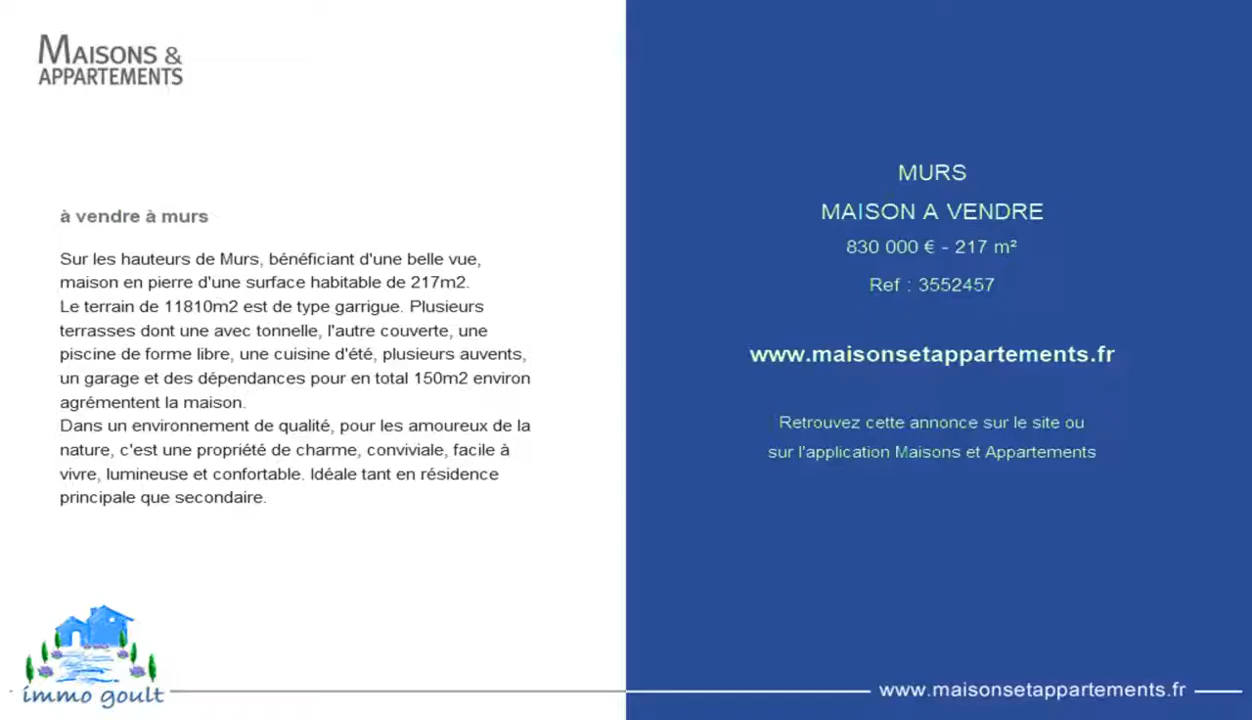 MAISONS &
APPARTEMENTS
à vendre à murs
Sur les hauteurs de Murs, bénéficiant d'une belle vue,
maison en pierre d'une surface habitable de 217m2.
Le terrain de 11810m2 est de type garrigue. Plusieurs
terrasses dont une avec tonnelle, l'autre couverte, une
piscine de forme libre, une cuisine d'été, plusieurs auvents,
un garage et des dépendances pour en total 150m2 environ
agrémentent la maison.
Dans un environnement de qualité, pour les amoureux de la
nature, c'est une propriété de charme, conviviale, facile à
vivre, lumineuse et confortable. Idéale tant en résidence
principale que secondaire.
immo goult
MURS
MAISON A VENDRE
830 000 € - 217 m²
Ref : 3552457
www.maisonsetappartements.fr
Retrouvez cette annonce sur le site ou
sur l'application Maisons et Appartements
www.maisonsetappartements.fr